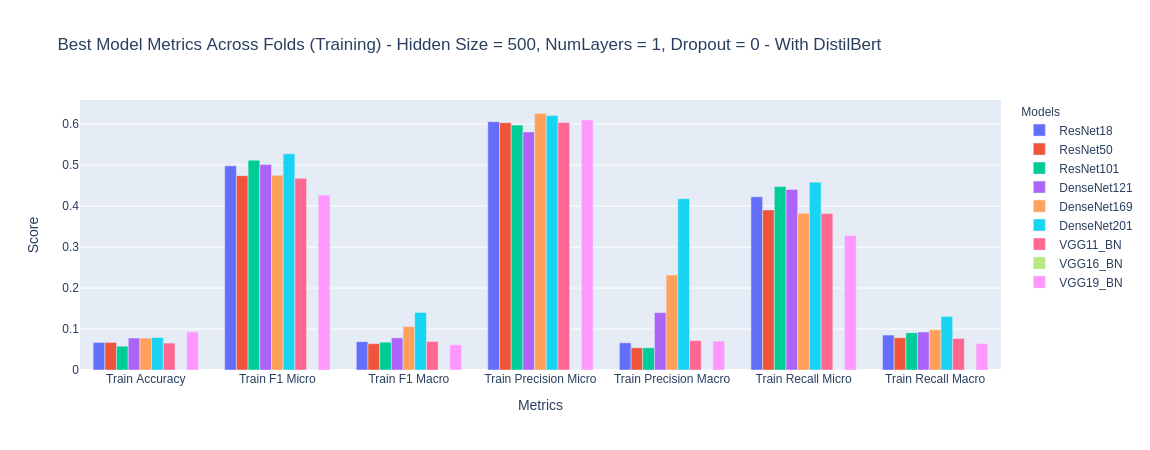 Best Model Metrics Across Folds (Training) - Hidden Size = 500, NumLayers = 1, Dropout = 0 - With DistilBert
Models
ResNet18
ResNet50
ResNet101
DenseNet121
DenseNet169
DenseNet201
VGG11_BN
VGG16_BN
VGG19_BN
Score
0.6
0.5
0.4
0.3
0.2
0.1
0
Train Accuracy
Train F1 Micro
Train F1 Macro
Train Precision Micro
Train Precision Macro
Train Recall Micro
Train Recall Macro
Metrics